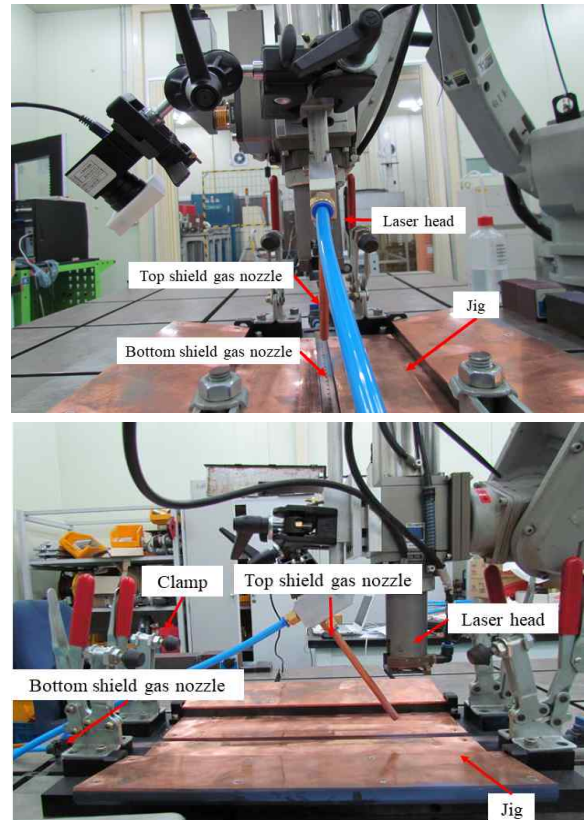 Laser head
Top shield gas nozzle
Jig
Bottom shield gas nozzle
Clamp
Top shield gas nozzle
Laser head
Bottom shield gas nozzle
Jig